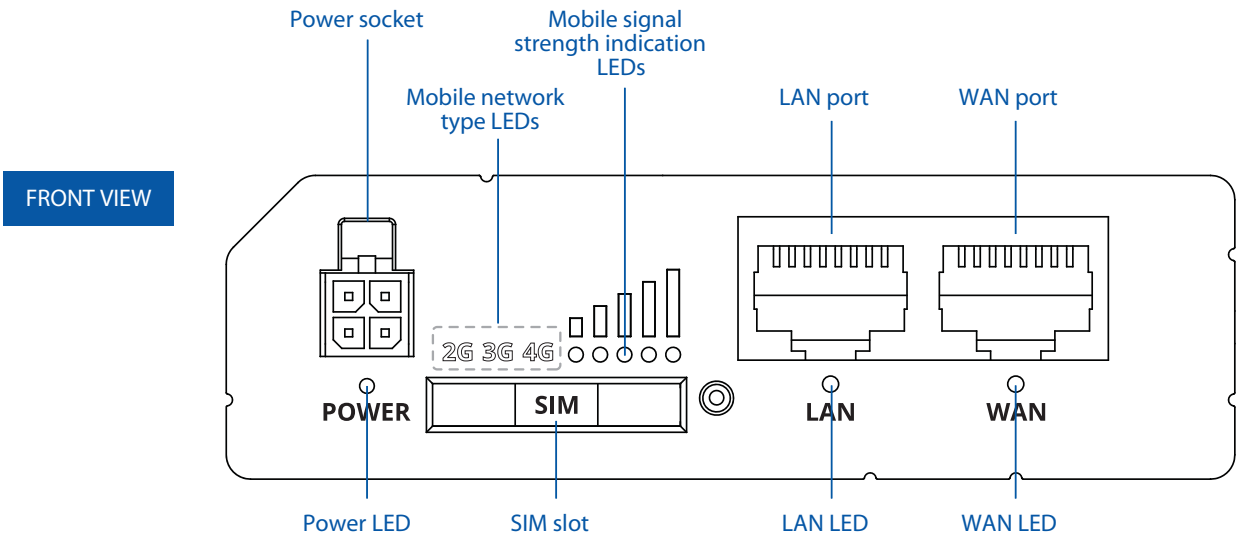 Power socket
Mobile signal
strength indication
LEDs
Mobile network
type LEDs
LAN port
WAN port
FRONT VIEW
2G 3G 4G
POWER
SIM
LAN
WAN
Power LED
SIM slot
LAN LED
WAN LED